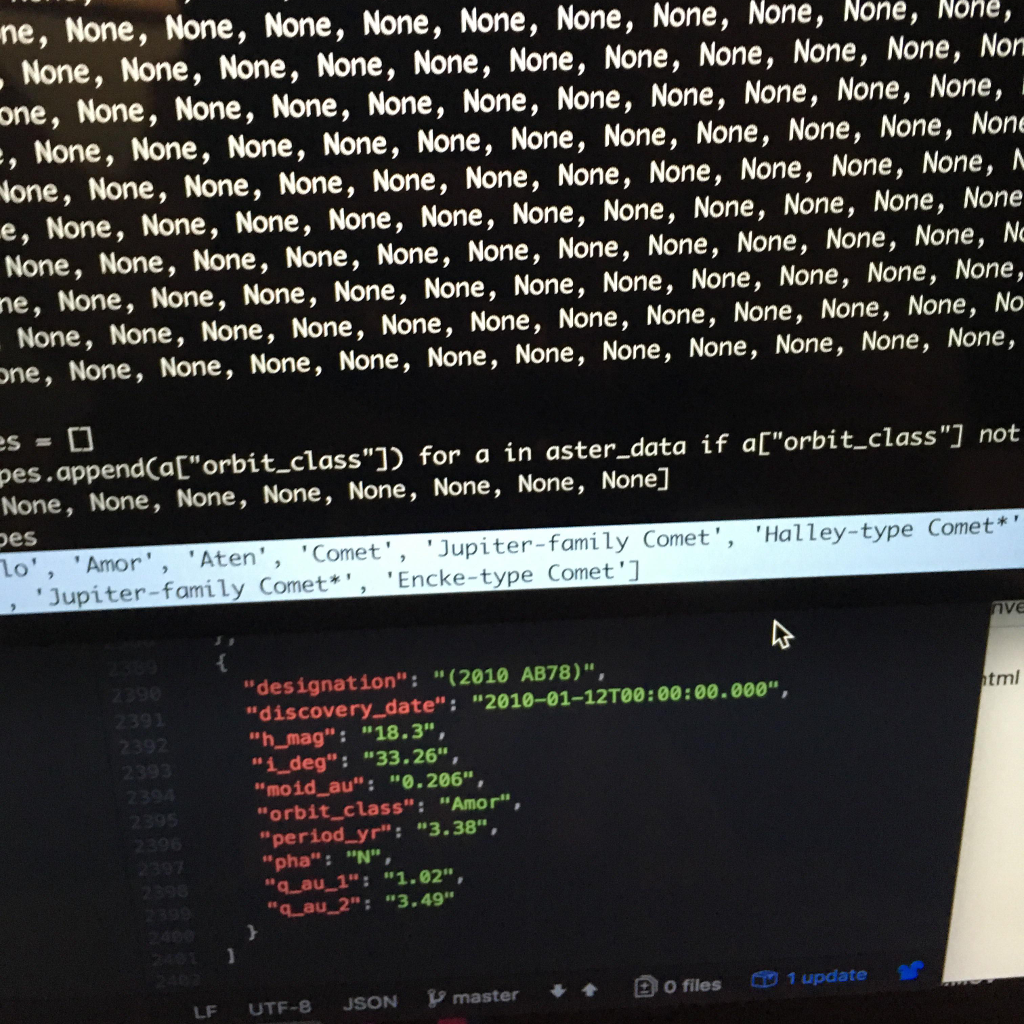 ne, None, None, None, None, None, None, None, None, None, None,
, None, None, None, None, None, None, None, None, None, None, Non
one, None, None, None, None, None, None, None, None, None, None,
, None, None, None, None, None, None, None, None, None, None, None
None, None, None, None, None, None, None, None, None, None, None, N
e, None, None, None, None, None, None, None, None, None, None, None
None, None, None, None, None, None, None, None, None, None, None, No
ne, None, None, None, None, None, None, None, None, None, None, None,
None, None, None, None, None, None, None, None, None, None, None, No
one, None, None, None, None, None, None, None, None, None, None, None,
es = []
pes.append(a["orbit_class"]) for a in aster_data if a["orbit_class"] not
None, None, None, None, None, None, None, None]
pes
lo', 'Amor', 'Aten', 'Comet', 'Jupiter-family Comet', 'Halley-type Comet*'
, 'Jupiter-family Comet*', 'Encke-type Comet']
},
2389 {
2390 "designation": "(2010 AB78)",
2391 "discovery_date": "2010-01-12T00:00:00.000",
2392 "h_mag": "18.3",
2393 "i_deg": "33.26",
2394 "moid_au": "0.206",
2395 "orbit_class": "Amor",
2396 "period_yr": "3.38",
2397 "pha": "N",
2398 "q_au_1": "1.02",
2399 "q_au_2": "3.49"
2400 }
2401 ]
2402
nve
html
LF UTF-8 JSON master 0 files 1 update